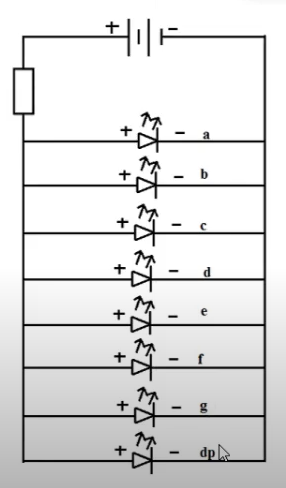 + −
+ − a
+ − b
+ − c
+ − d
+ − e
+ − f
+ − g
+ − dp